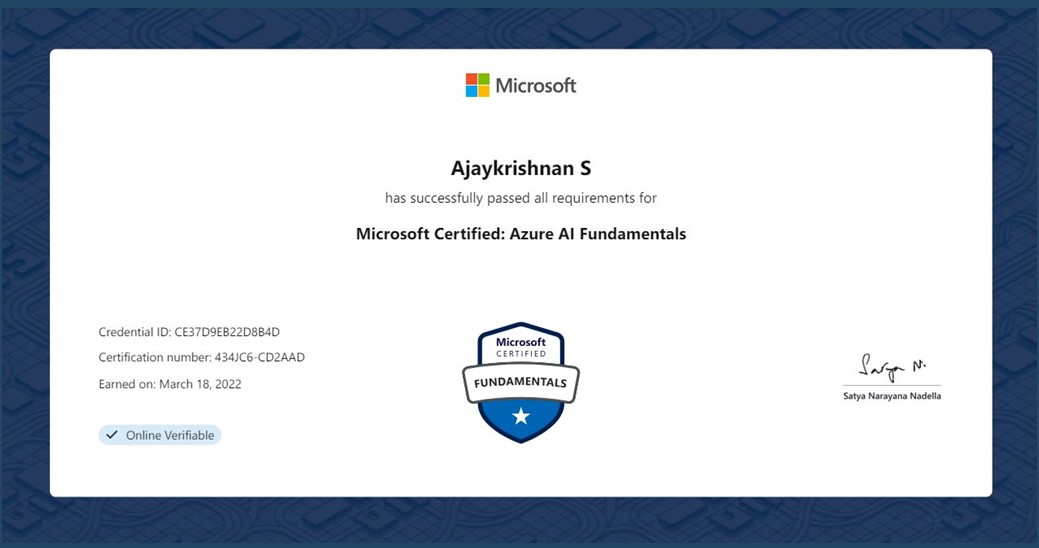 Microsoft
Ajaykrishnan S
has successfully passed all requirements for
Microsoft Certified: Azure AI Fundamentals
Credential ID: CE37D9EB22D8B4D
Certification number: 434JC6-CD2AAD
Earned on: March 18, 2022
Online Verifiable
Microsoft
CERTIFIED
FUNDAMENTALS
Satya N.
Satya Narayana Nadella